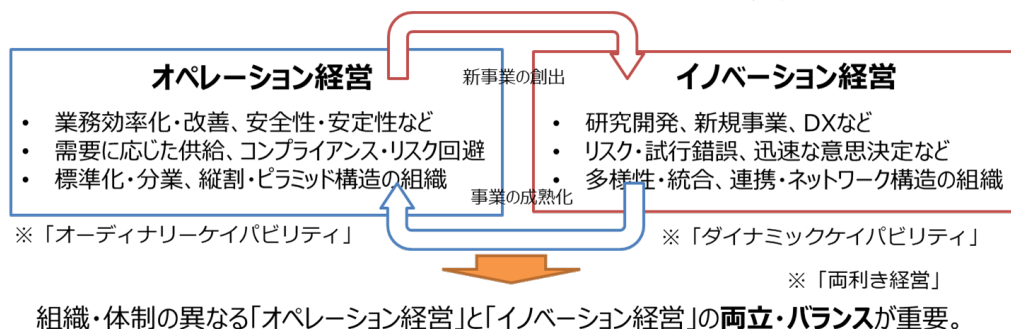 オペレーション経営
・ 業務効率化・改善、安全性・安定性など
・ 需要に応じた供給、コンプライアンス・リスク回避
・ 標準化・分業、縦割・ピラミッド構造の組織
新事業の創出
事業の成熟化
イノベーション経営
・ 研究開発、新規事業、DXなど
・ リスク・試行錯誤、迅速な意思決定など
・ 多様性・統合、連携・ネットワーク構造の組織
※「オーディナリーケイパビリティ」
※「ダイナミックケイパビリティ」
※「両利き経営」
組織・体制の異なる「オペレーション経営」と「イノベーション経営」の両立・バランスが重要。